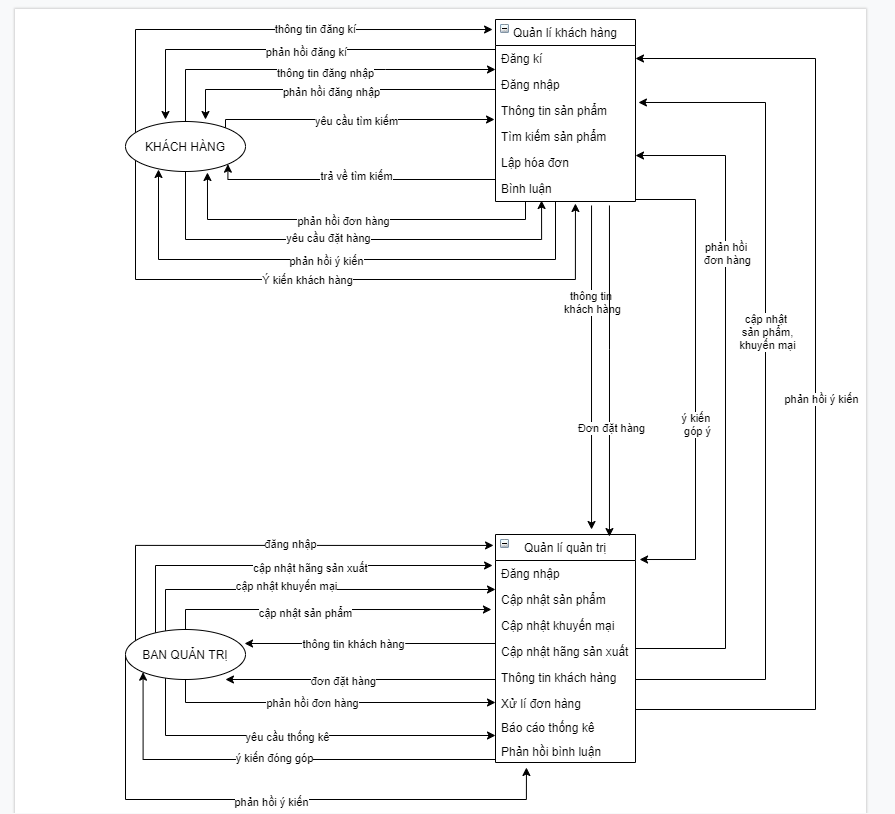 thông tin đăng kí
phản hồi đăng kí
thông tin đăng nhập
phản hồi đăng nhập
yêu cầu tìm kiếm
KHÁCH HÀNG
trả về tìm kiếm
phản hồi đơn hàng
yêu cầu đặt hàng
phản hồi ý kiến
Ý kiến khách hàng
Quản lí khách hàng
Đăng kí
Đăng nhập
Thông tin sản phẩm
Tìm kiếm sản phẩm
Lập hóa đơn
Bình luận
phản hồi
đơn hàng
thông tin
khách hàng
cập nhật
sản phẩm,
khuyến mại
phản hồi ý kiến
ý kiến
góp ý
Đơn đặt hàng
đăng nhập
cập nhật hãng sản xuất
cập nhật khuyến mại
cập nhật sản phẩm
thông tin khách hàng
BAN QUẢN TRỊ
đơn đặt hàng
phản hồi đơn hàng
yêu cầu thống kê
ý kiến đóng góp
phản hồi ý kiến
Quản lí quản trị
Đăng nhập
Cập nhật sản phẩm
Cập nhật khuyến mại
Cập nhật hãng sản xuất
Thông tin khách hàng
Xử lí đơn hàng
Báo cáo thống kê
Phản hồi bình luận